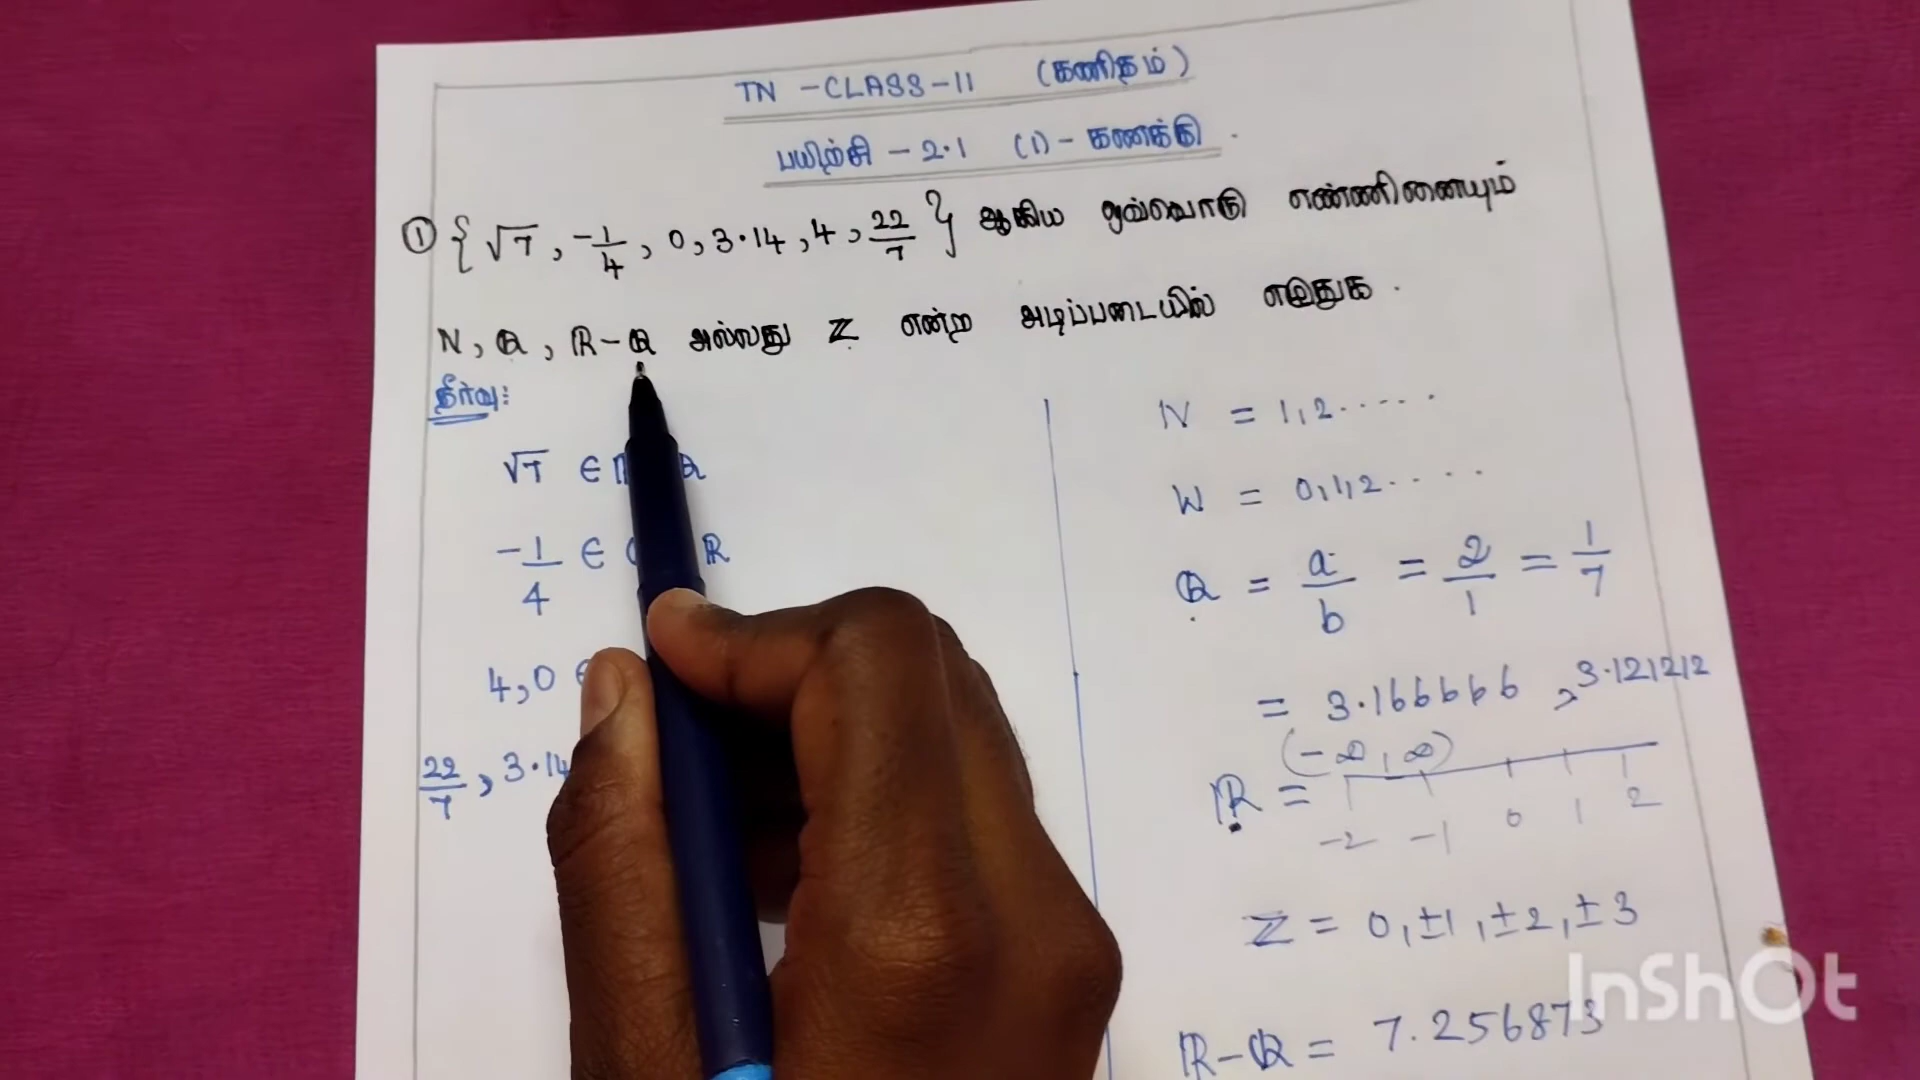 TN - CLASS - 11 (கணிதம்)
பயிற்சி - 2.1 (1) - கணக்கு.
① {√7, -1/4, 0, 3.14, 4, 22/7} ஆகிய ஒவ்வொரு எண்ணினையும்
N, Q, R-Q அல்லது Z என்ற அடிப்படையில் எழுதுக.
தீர்வு:
√7 ∈
-1/4 ∈ R
4, 0
22/7, 3.14
N = 1, 2.....
W = 0, 1, 2....
Q = a/b = 2/1 = 1/7
= 3.166666, 3.121212
(-∞, ∞)
R =
-2 -1 0 1 2
Z = 0, ±1, ±2, ±3
R-Q = 7.256873
InShOt